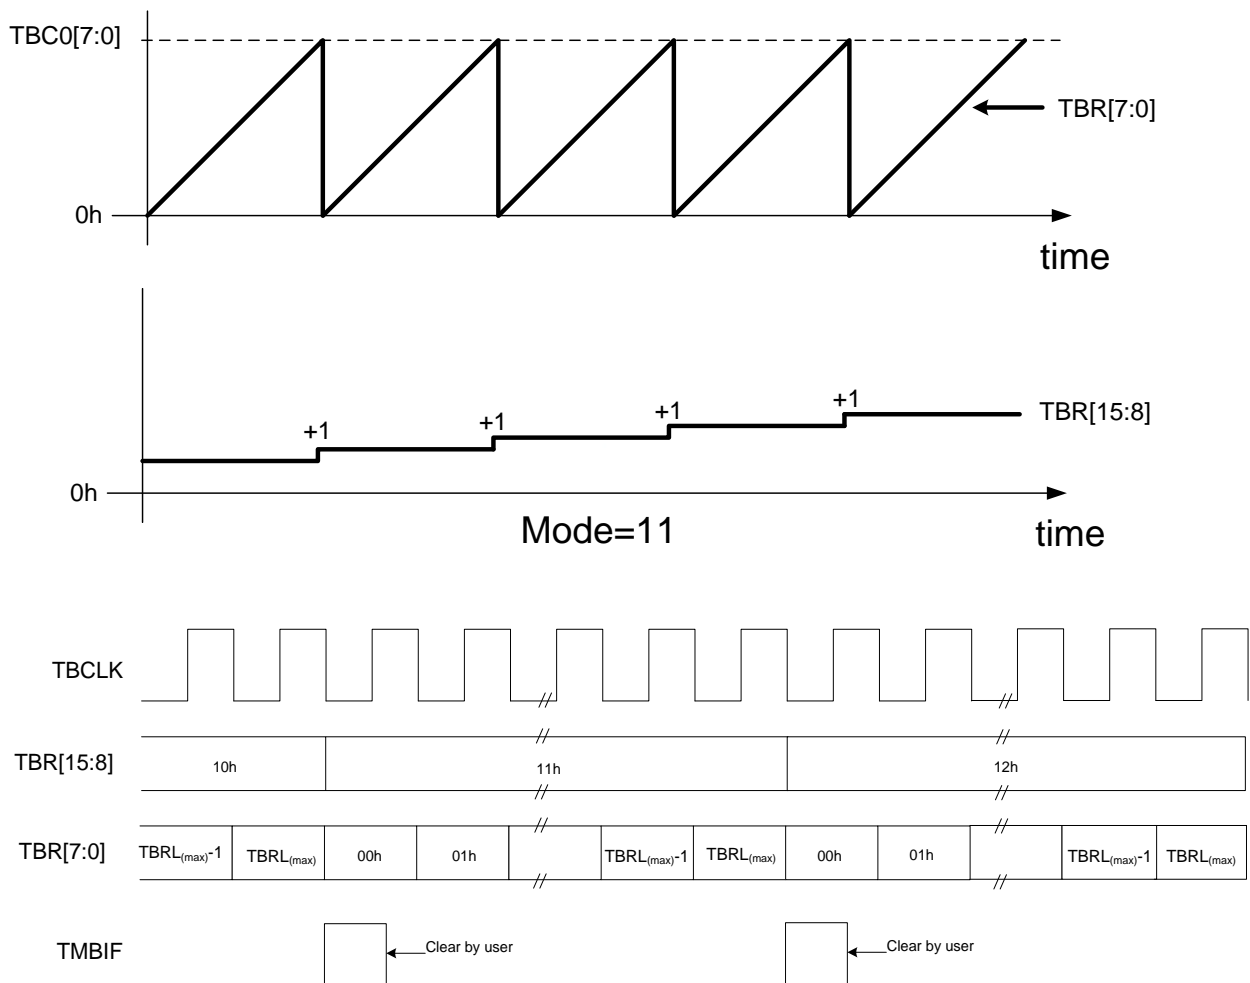 TBC0[7:0]
TBR[7:0]
0h
time
+1 +1 +1 +1
TBR[15:8]
0h
Mode=11
time
TBCLK
TBR[15:8] 10h 11h 12h
TBR[7:0] TBRL(max)-1 TBRL(max) 00h 01h TBRL(max)-1 TBRL(max) 00h 01h TBRL(max)-1 TBRL(max)
TMBIF Clear by user Clear by user